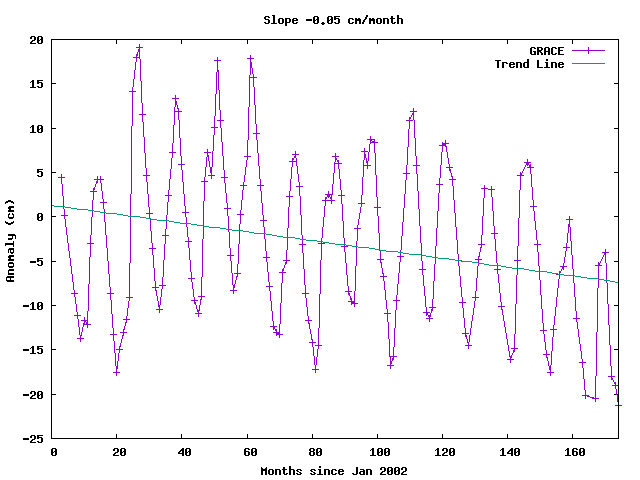 Slope -0.05 cm/month
GRACE
Trend Line
20
15
10
5
0
-5
-10
-15
-20
-25
Anomaly (cm)
0 20 40 60 80 100 120 140 160
Months since Jan 2002